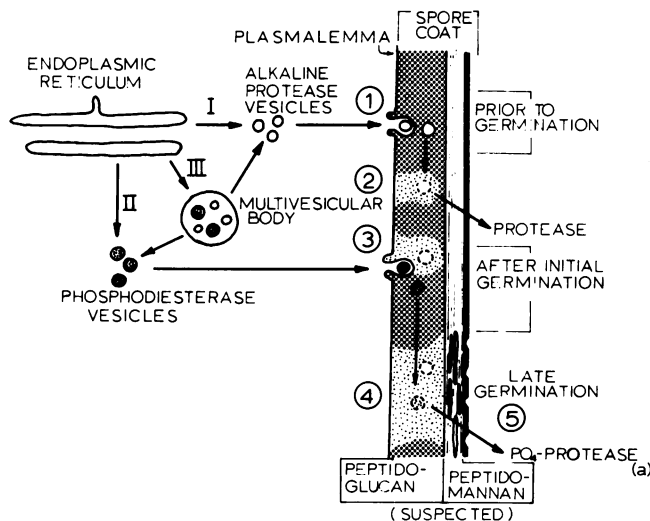 SPORE
COAT
PLASMALEMMA
ENDOPLASMIC
RETICULUM
ALKALINE
PROTEASE
VESICLES
I
1
PRIOR TO
GERMINATION
III
II
2
MULTIVESICULAR
BODY
PROTEASE
3
AFTER INITIAL
GERMINATION
PHOSPHODIESTERASE
VESICLES
LATE
GERMINATION
4
5
PO4-PROTEASE
(a)
PEPTIDO-
GLUCAN
PEPTIDO-
MANNAN
(SUSPECTED)